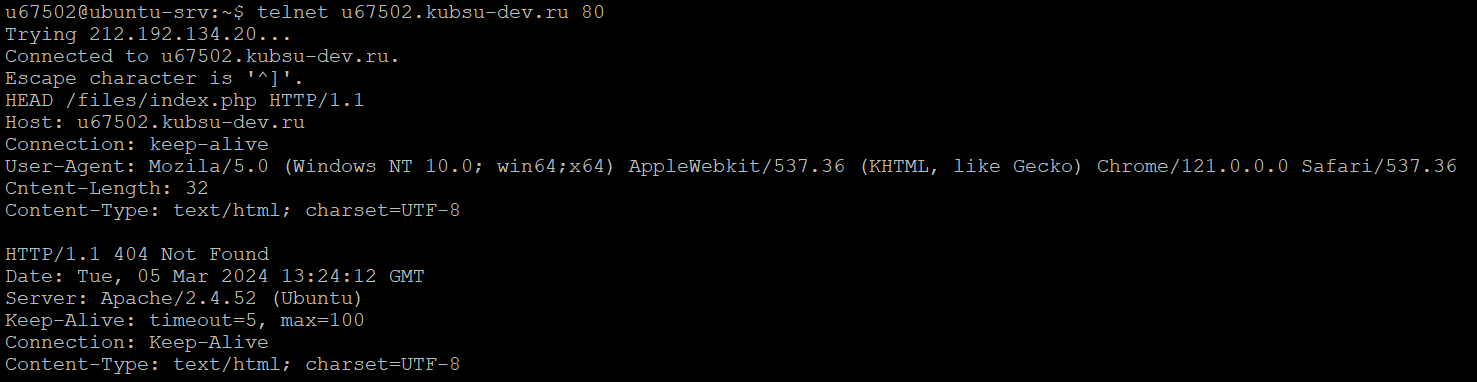 u67502@ubuntu-srv:~$ telnet u67502.kubsu-dev.ru 80
Trying 212.192.134.20...
Connected to u67502.kubsu-dev.ru.
Escape character is '^]'.
HEAD /files/index.php HTTP/1.1
Host: u67502.kubsu-dev.ru
Connection: keep-alive
User-Agent: Mozila/5.0 (Windows NT 10.0; win64;x64) AppleWebkit/537.36 (KHTML, like Gecko) Chrome/121.0.0.0 Safari/537.36
Cntent-Length: 32
Content-Type: text/html; charset=UTF-8

HTTP/1.1 404 Not Found
Date: Tue, 05 Mar 2024 13:24:12 GMT
Server: Apache/2.4.52 (Ubuntu)
Keep-Alive: timeout=5, max=100
Connection: Keep-Alive
Content-Type: text/html; charset=UTF-8